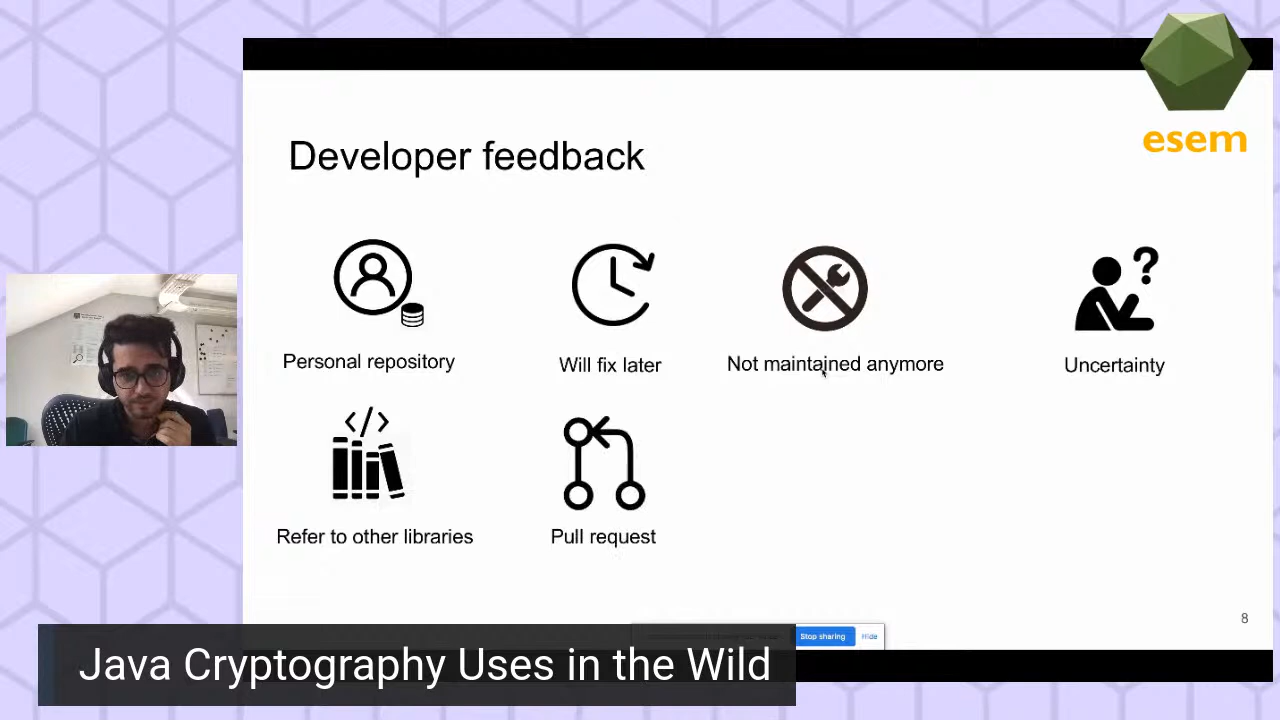 esem
Developer feedback
Personal repository
Will fix later
Not maintained anymore
Uncertainty
</>
Refer to other libraries
Pull request
8
Stop sharing
Hide
Java Cryptography Uses in the Wild